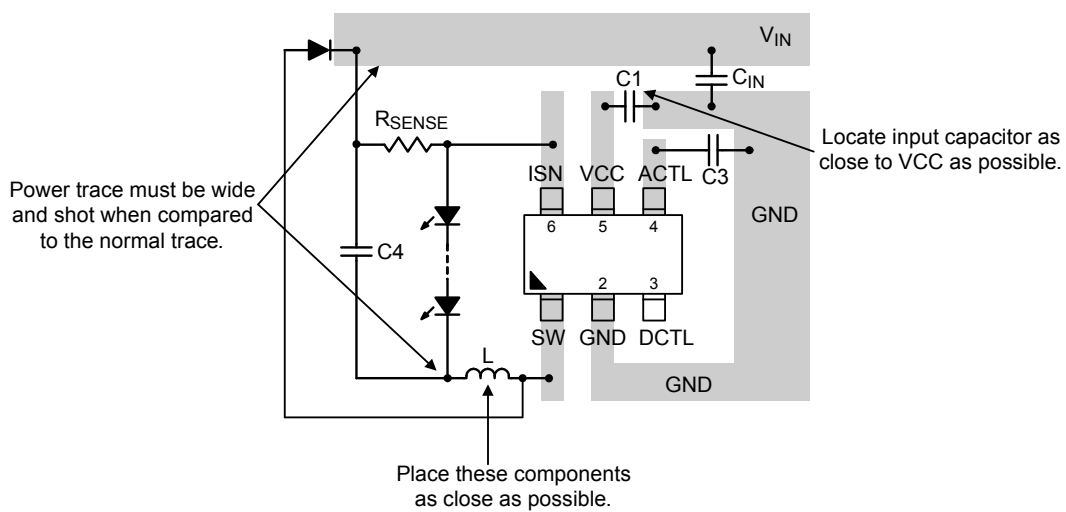 VIN
C1
CIN
RSENSE
Locate input capacitor as
close to VCC as possible.
ISN VCC ACTL
C3
Power trace must be wide
and shot when compared
to the normal trace.
GND
6 5 4
C4
2 3
SW GND DCTL
L
GND
Place these components
as close as possible.